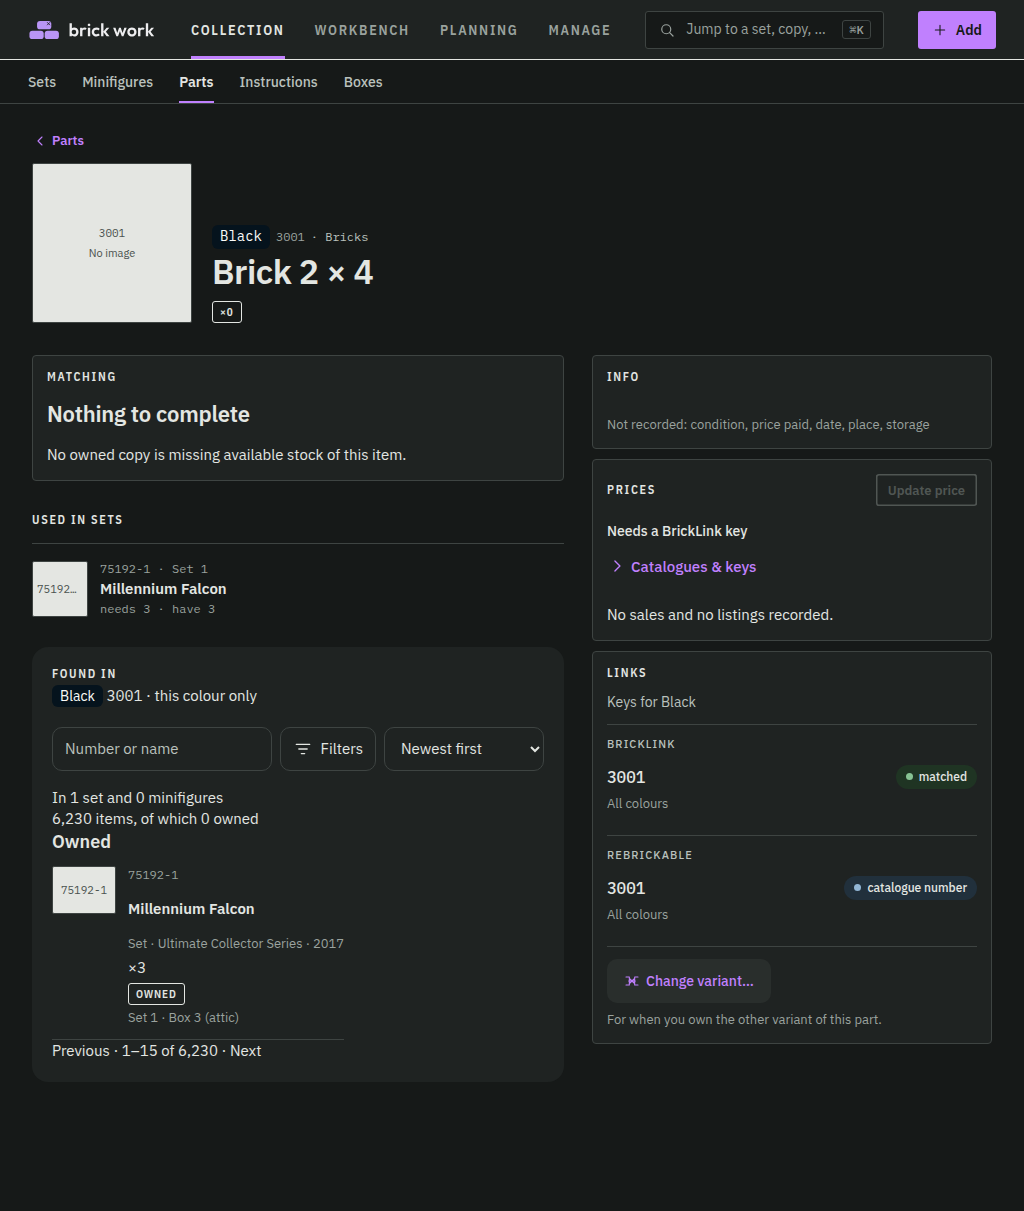 brick work
COLLECTION
WORKBENCH
PLANNING
MANAGE
Jump to a set, copy, ...
⌘K
+ Add
Sets
Minifigures
Parts
Instructions
Boxes
Parts
3001
No image
Black 3001 · Bricks
Brick 2 × 4
×0
MATCHING
Nothing to complete
No owned copy is missing available stock of this item.
USED IN SETS
75192…
75192-1 · Set 1
Millennium Falcon
needs 3 · have 3
FOUND IN
Black 3001 · this colour only
Number or name
Filters
Newest first
In 1 set and 0 minifigures
6,230 items, of which 0 owned
Owned
75192-1
75192-1
Millennium Falcon
Set · Ultimate Collector Series · 2017
×3
OWNED
Set 1 · Box 3 (attic)
Previous · 1–15 of 6,230 · Next
INFO
Not recorded: condition, price paid, date, place, storage
PRICES
Update price
Needs a BrickLink key
Catalogues & keys
No sales and no listings recorded.
LINKS
Keys for Black
BRICKLINK
3001
matched
All colours
REBRICKABLE
3001
catalogue number
All colours
Change variant…
For when you own the other variant of this part.